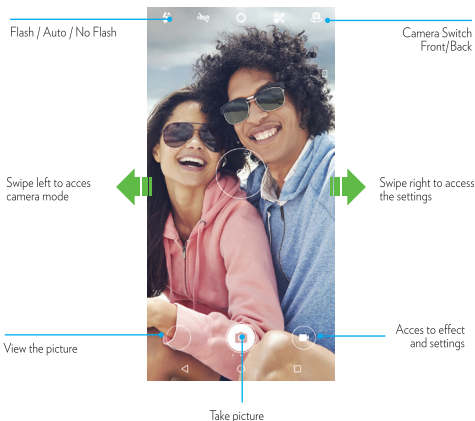 Flash / Auto / No Flash
Camera Switch
Front/Back
Swipe left to acces
camera mode
Swipe right to access
the settings
View the picture
Acces to effect
and settings
Take picture